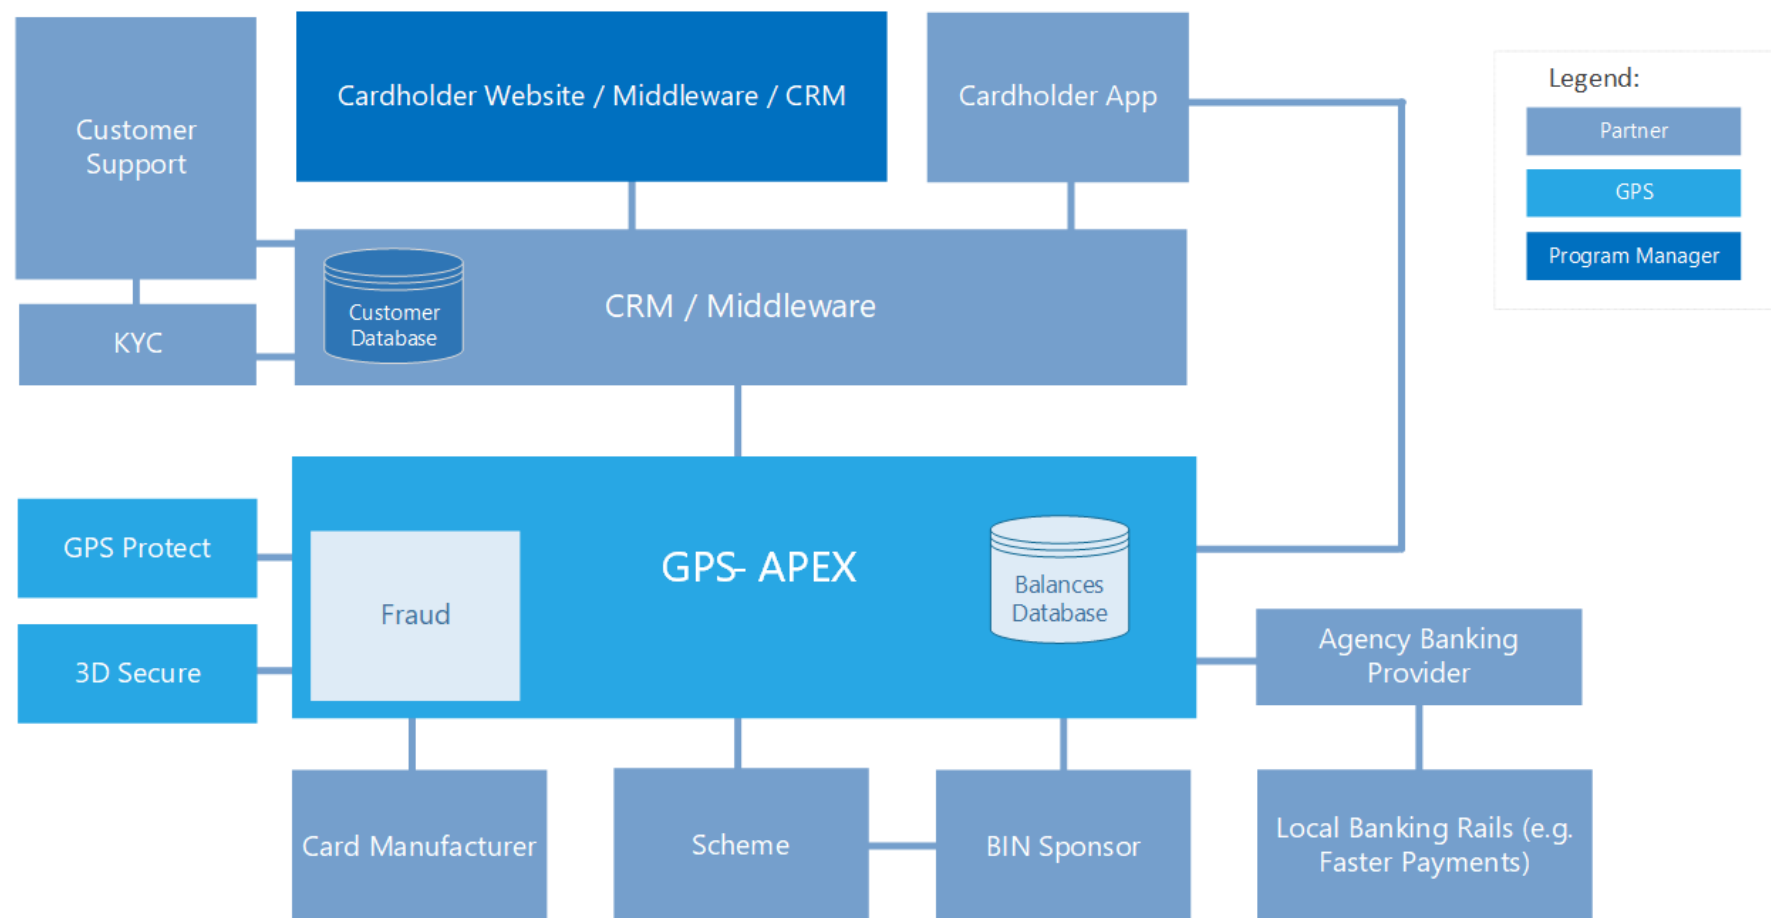 Customer
Support
Cardholder Website / Middleware / CRM
Cardholder App
Legend:
Partner
GPS
Program Manager
KYC
Customer
Database
CRM / Middleware
GPS Protect
3D Secure
Fraud
GPS- APEX
Balances
Database
Agency Banking
Provider
Card Manufacturer
Scheme
BIN Sponsor
Local Banking Rails (e.g.
Faster Payments)